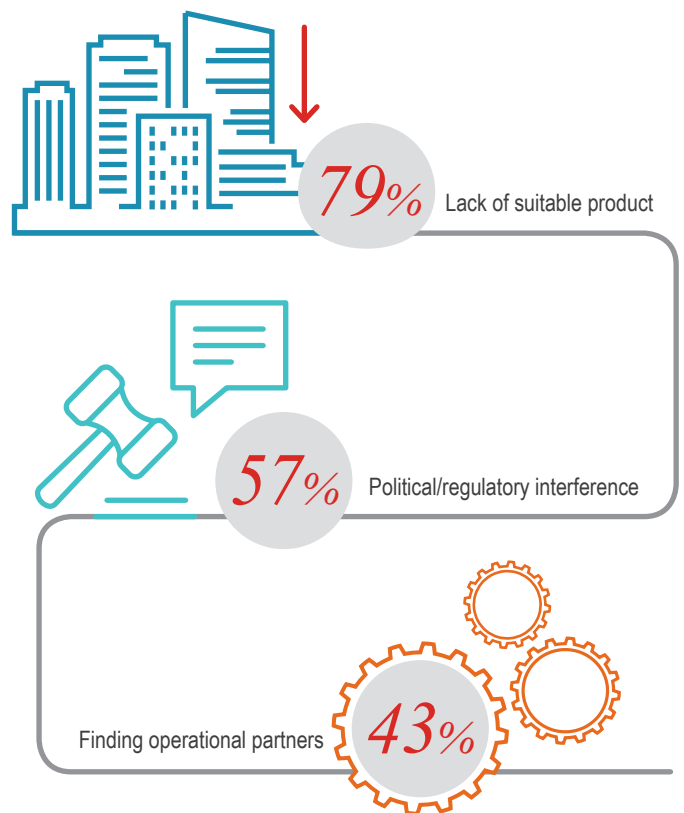 79% Lack of suitable product
57% Political/regulatory interference
Finding operational partners 43%